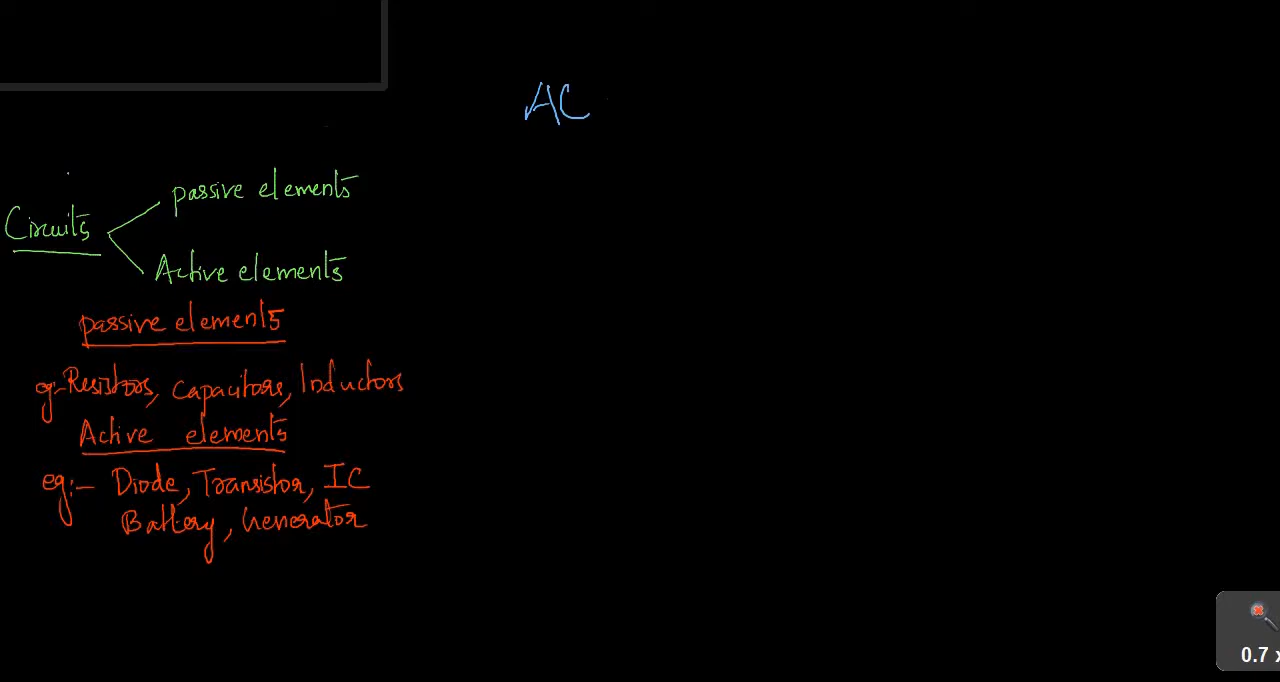 AC
passive elements
Circuits
Active elements
passive elements
eg:- Resistors, capacitors, Inductors
Active elements
eg:- Diode, Transistor, IC
Battery, Generator
0.7 x